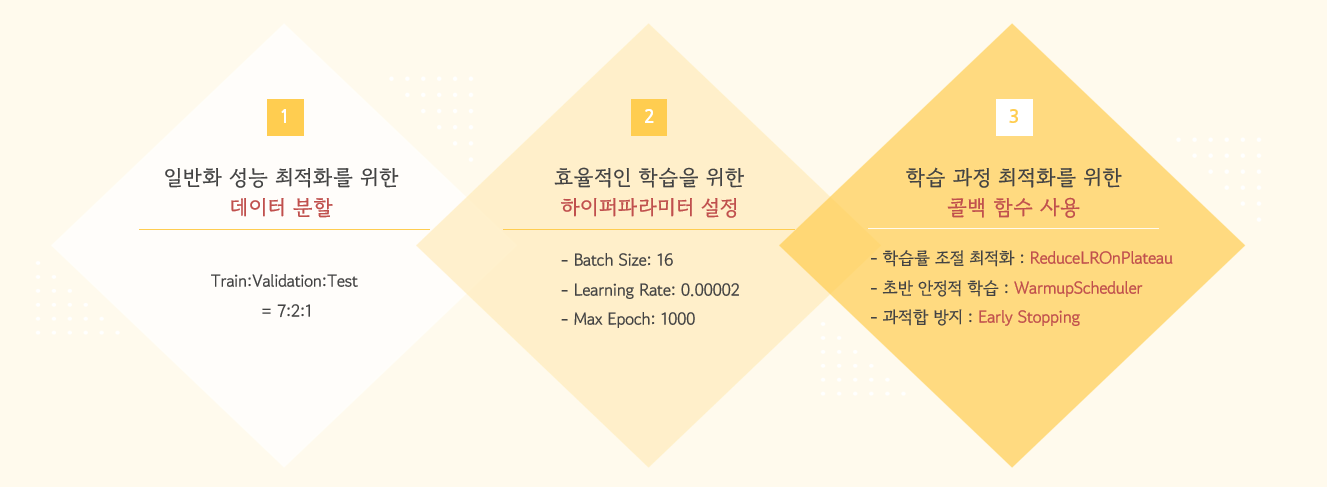 1
일반화 성능 최적화를 위한
데이터 분할
Train:Validation:Test
= 7:2:1
2
효율적인 학습을 위한
하이퍼파라미터 설정
- Batch Size: 16
- Learning Rate: 0.00002
- Max Epoch: 1000
3
학습 과정 최적화를 위한
콜백 함수 사용
- 학습률 조절 최적화 : ReduceLROnPlateau
- 초반 안정적 학습 : WarmupScheduler
- 과적합 방지 : Early Stopping